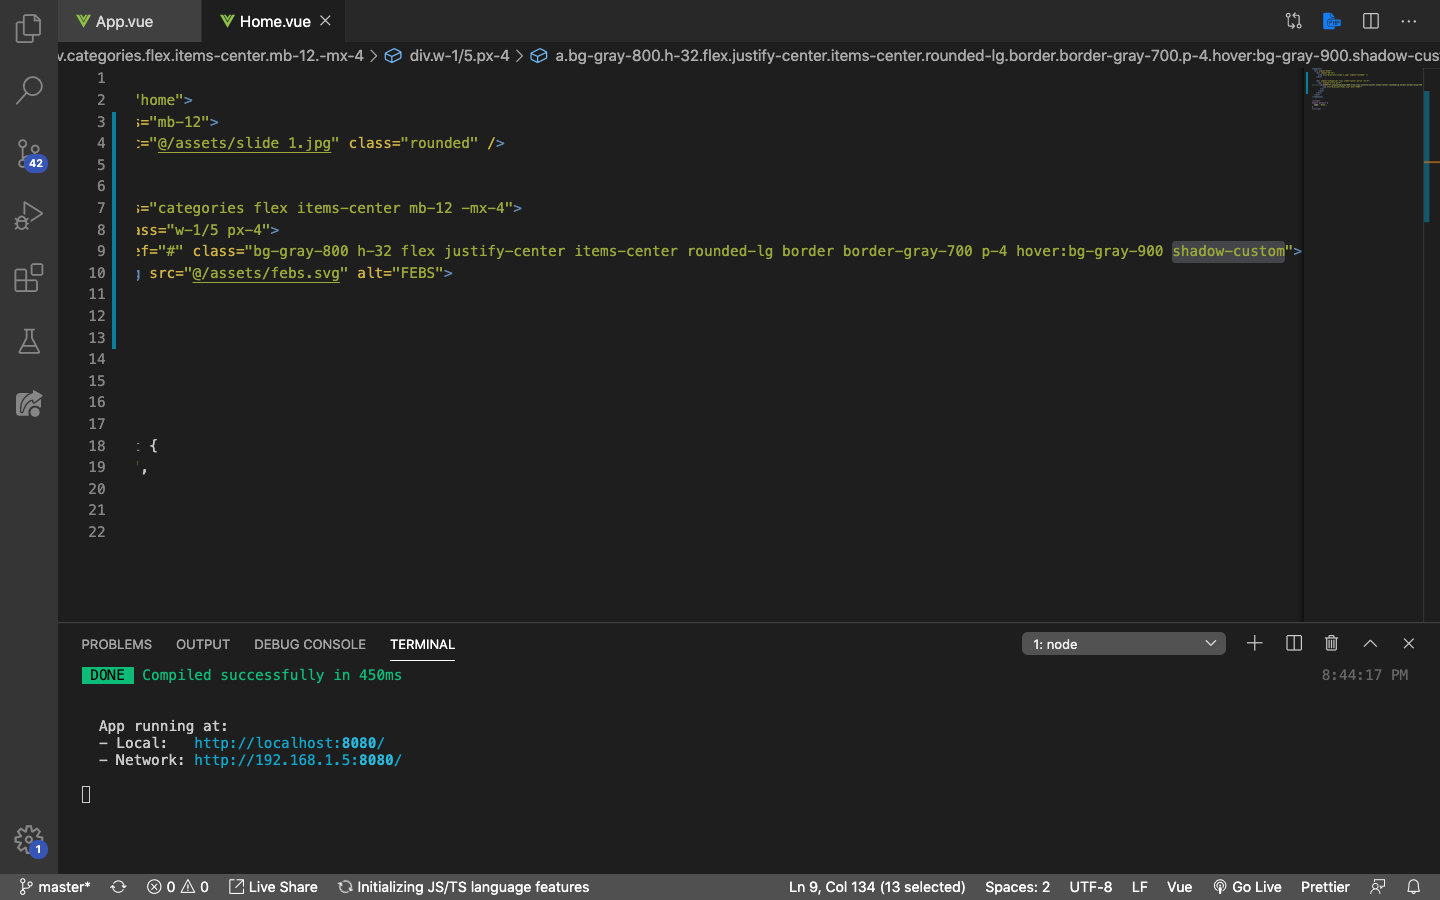 App.vue
Home.vue
v.categories.flex.items-center.mb-12.-mx-4 > div.w-1/5.px-4 > a.bg-gray-800.h-32.flex.justify-center.items-center.rounded-lg.border.border-gray-700.p-4.hover:bg-gray-900.shadow-cus
1
2 "home">
3 s="mb-12">
4 c="@/assets/slide 1.jpg" class="rounded" />
5
6
7 s="categories flex items-center mb-12 -mx-4">
8 ass="w-1/5 px-4">
9 ef="#" class="bg-gray-800 h-32 flex justify-center items-center rounded-lg border border-gray-700 p-4 hover:bg-gray-900 shadow-custom">
10 g src="@/assets/febs.svg" alt="FEBS">
11
12
13
14
15
16
17
18 {
19 ',
20
21
22
42
PROBLEMS OUTPUT DEBUG CONSOLE TERMINAL 1: node
DONE Compiled successfully in 450ms 8:44:17 PM
App running at:
- Local: http://localhost:8080/
- Network: http://192.168.1.5:8080/
1
master* 0 0 Live Share Initializing JS/TS language features Ln 9, Col 134 (13 selected) Spaces: 2 UTF-8 LF Vue Go Live Prettier